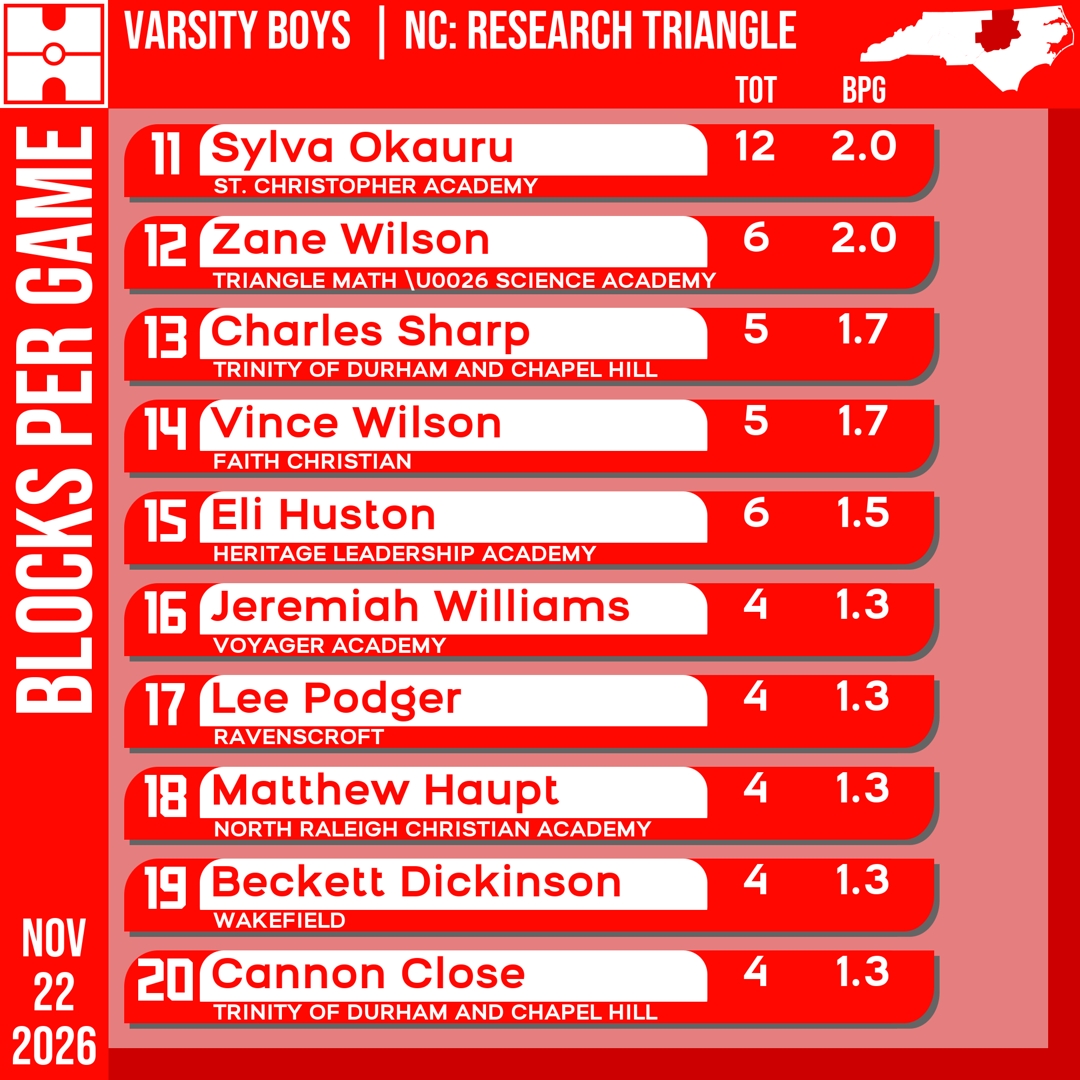 VARSITY BOYS | NC: RESEARCH TRIANGLE
TOT BPG
BLOCKS PER GAME
11 Sylva Okauru 12 2.0
ST. CHRISTOPHER ACADEMY
12 Zane Wilson 6 2.0
TRIANGLE MATH \U0026 SCIENCE ACADEMY
13 Charles Sharp 5 1.7
TRINITY OF DURHAM AND CHAPEL HILL
14 Vince Wilson 5 1.7
FAITH CHRISTIAN
15 Eli Huston 6 1.5
HERITAGE LEADERSHIP ACADEMY
16 Jeremiah Williams 4 1.3
VOYAGER ACADEMY
17 Lee Podger 4 1.3
RAVENSCROFT
18 Matthew Haupt 4 1.3
NORTH RALEIGH CHRISTIAN ACADEMY
19 Beckett Dickinson 4 1.3
WAKEFIELD
20 Cannon Close 4 1.3
TRINITY OF DURHAM AND CHAPEL HILL
NOV
22
2026